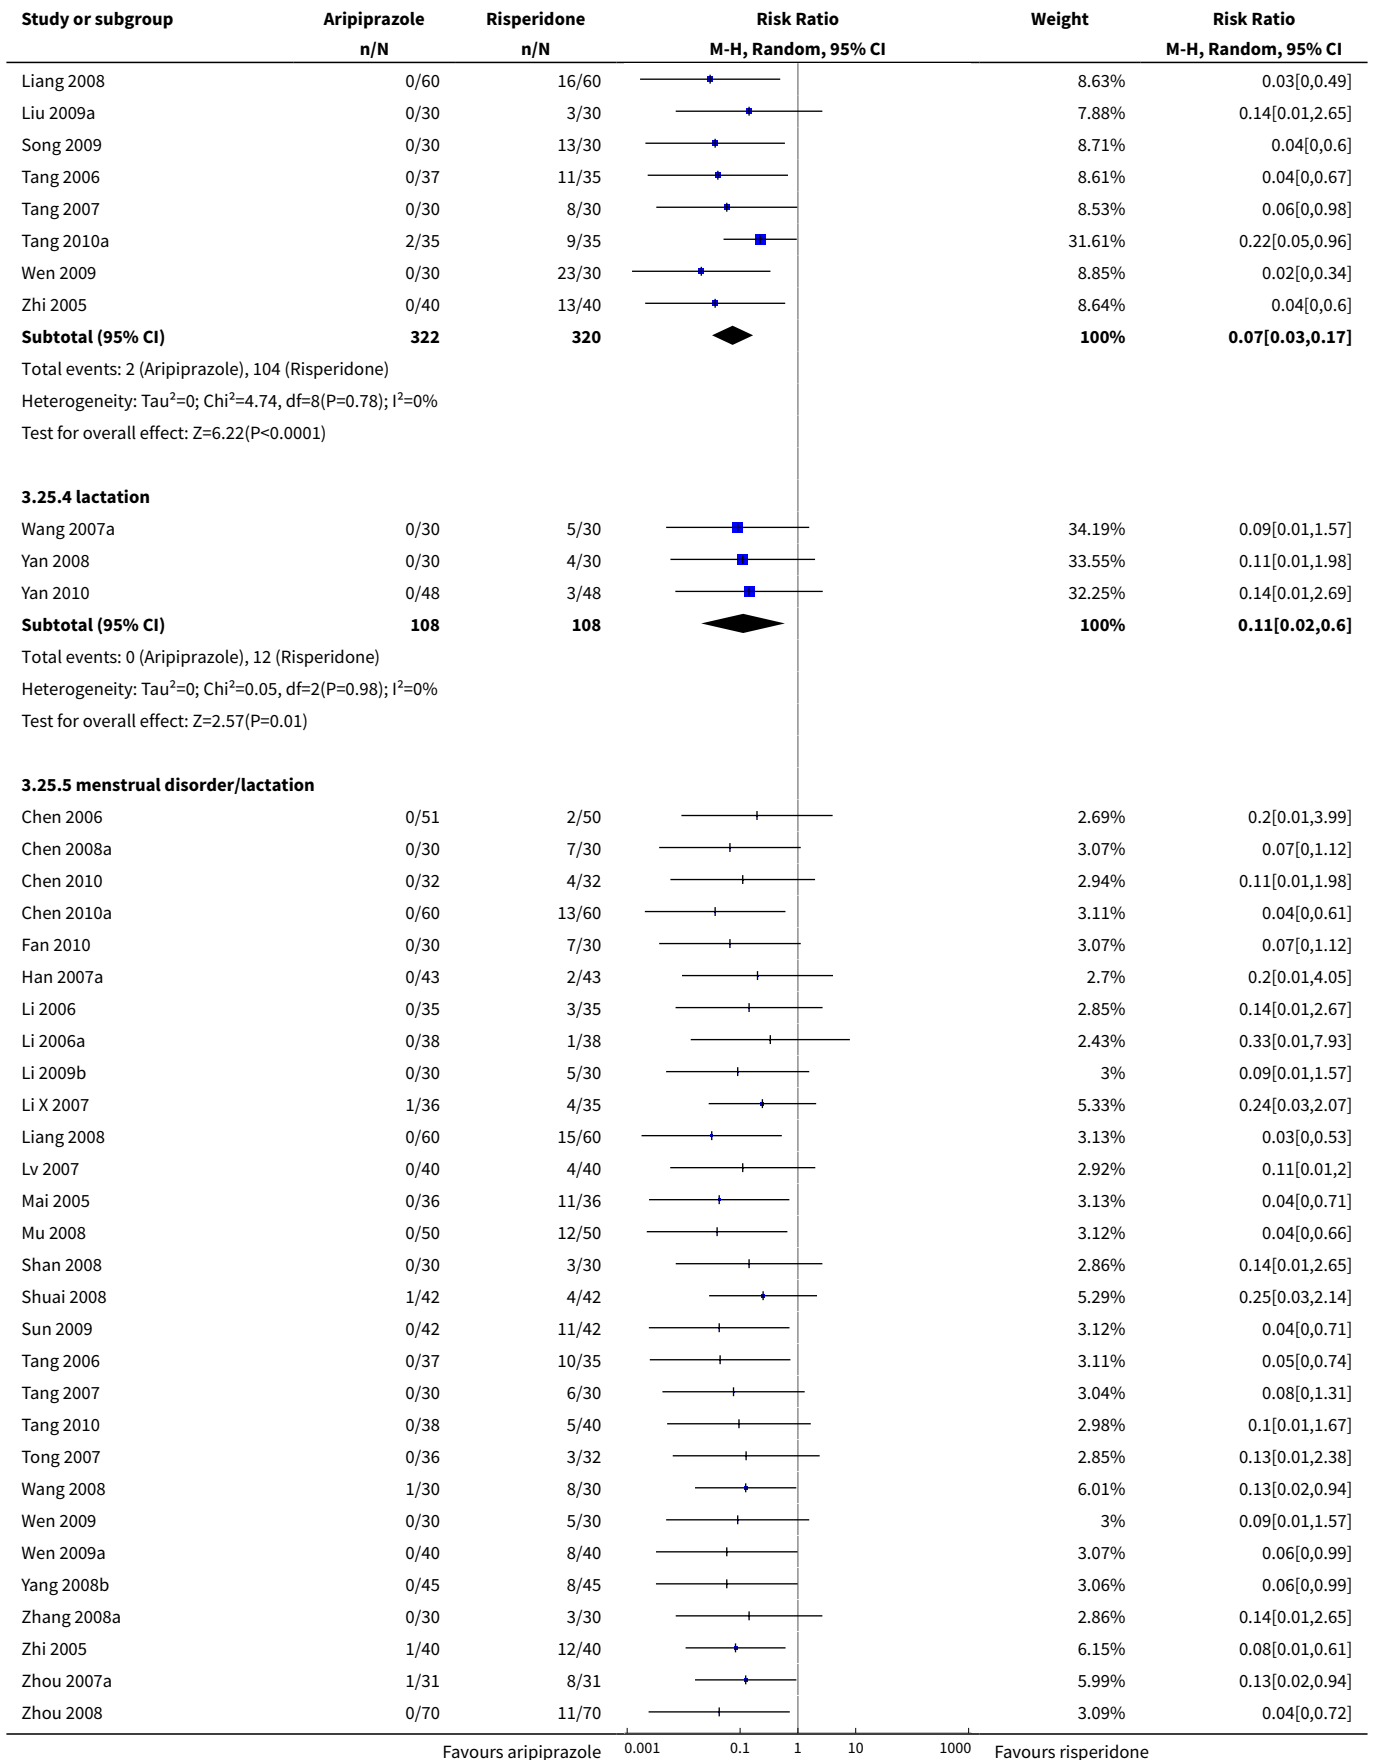 Study or subgroup Aripiprazole Risperidone Risk Ratio Weight Risk Ratio
n/N n/N M-H, Random, 95% CI M-H, Random, 95% CI
Liang 2008 0/60 16/60 8.63% 0.03[0,0.49]
Liu 2009a 0/30 3/30 7.88% 0.14[0.01,2.65]
Song 2009 0/30 13/30 8.71% 0.04[0,0.6]
Tang 2006 0/37 11/35 8.61% 0.04[0,0.67]
Tang 2007 0/30 8/30 8.53% 0.06[0,0.98]
Tang 2010a 2/35 9/35 31.61% 0.22[0.05,0.96]
Wen 2009 0/30 23/30 8.85% 0.02[0,0.34]
Zhi 2005 0/40 13/40 8.64% 0.04[0,0.6]
Subtotal (95% CI) 322 320 100% 0.07[0.03,0.17]
Total events: 2 (Aripiprazole), 104 (Risperidone)
Heterogeneity: Tau²=0; Chi²=4.74, df=8(P=0.78); I²=0%
Test for overall effect: Z=6.22(P<0.0001)
3.25.4 lactation
Wang 2007a 0/30 5/30 34.19% 0.09[0.01,1.57]
Yan 2008 0/30 4/30 33.55% 0.11[0.01,1.98]
Yan 2010 0/48 3/48 32.25% 0.14[0.01,2.69]
Subtotal (95% CI) 108 108 100% 0.11[0.02,0.6]
Total events: 0 (Aripiprazole), 12 (Risperidone)
Heterogeneity: Tau²=0; Chi²=0.05, df=2(P=0.98); I²=0%
Test for overall effect: Z=2.57(P=0.01)
3.25.5 menstrual disorder/lactation
Chen 2006 0/51 2/50 2.69% 0.2[0.01,3.99]
Chen 2008a 0/30 7/30 3.07% 0.07[0,1.12]
Chen 2010 0/32 4/32 2.94% 0.11[0.01,1.98]
Chen 2010a 0/60 13/60 3.11% 0.04[0,0.61]
Fan 2010 0/30 7/30 3.07% 0.07[0,1.12]
Han 2007a 0/43 2/43 2.7% 0.2[0.01,4.05]
Li 2006 0/35 3/35 2.85% 0.14[0.01,2.67]
Li 2006a 0/38 1/38 2.43% 0.33[0.01,7.93]
Li 2009b 0/30 5/30 3% 0.09[0.01,1.57]
Li X 2007 1/36 4/35 5.33% 0.24[0.03,2.07]
Liang 2008 0/60 15/60 3.13% 0.03[0,0.53]
Lv 2007 0/40 4/40 2.92% 0.11[0.01,2]
Mai 2005 0/36 11/36 3.13% 0.04[0,0.71]
Mu 2008 0/50 12/50 3.12% 0.04[0,0.66]
Shan 2008 0/30 3/30 2.86% 0.14[0.01,2.65]
Shuai 2008 1/42 4/42 5.29% 0.25[0.03,2.14]
Sun 2009 0/42 11/42 3.12% 0.04[0,0.71]
Tang 2006 0/37 10/35 3.11% 0.05[0,0.74]
Tang 2007 0/30 6/30 3.04% 0.08[0,1.31]
Tang 2010 0/38 5/40 2.98% 0.1[0.01,1.67]
Tong 2007 0/36 3/32 2.85% 0.13[0.01,2.38]
Wang 2008 1/30 8/30 6.01% 0.13[0.02,0.94]
Wen 2009 0/30 5/30 3% 0.09[0.01,1.57]
Wen 2009a 0/40 8/40 3.07% 0.06[0,0.99]
Yang 2008b 0/45 8/45 3.06% 0.06[0,0.99]
Zhang 2008a 0/30 3/30 2.86% 0.14[0.01,2.65]
Zhi 2005 1/40 12/40 6.15% 0.08[0.01,0.61]
Zhou 2007a 1/31 8/31 5.99% 0.13[0.02,0.94]
Zhou 2008 0/70 11/70 3.09% 0.04[0,0.72]
Favours aripiprazole 0.001 0.1 1 10 1000 Favours risperidone